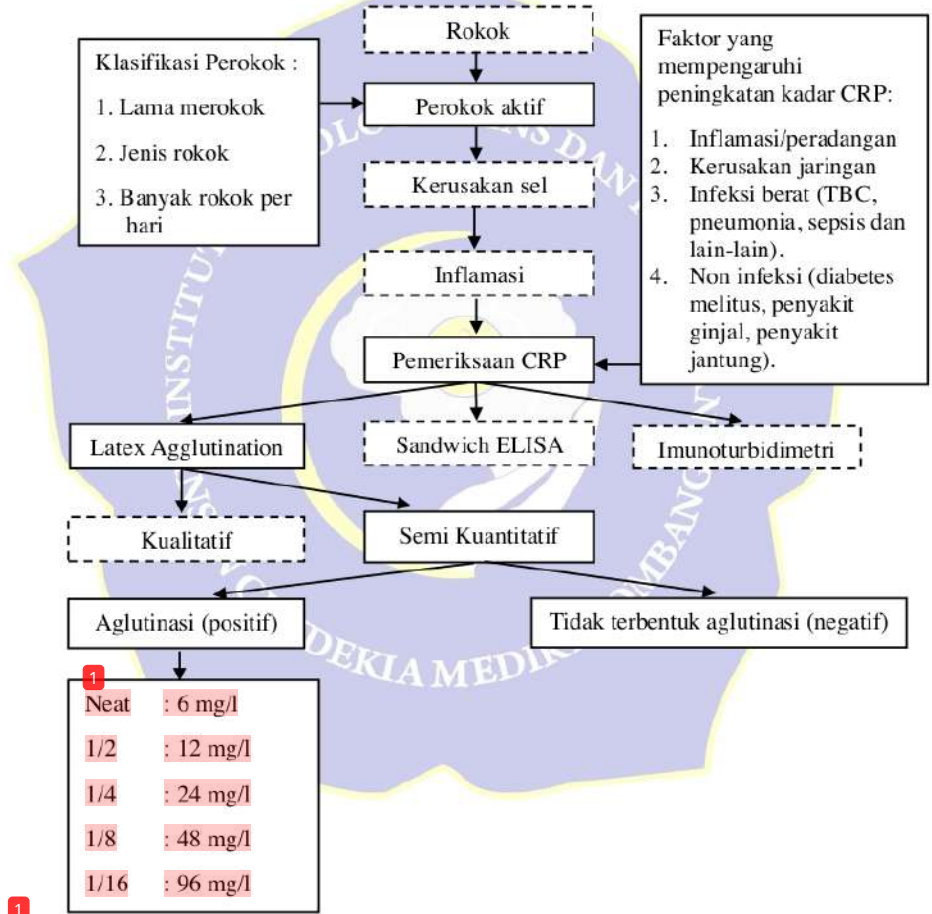 Rokok
Klasifikasi Perokok :
1. Lama merokok
2. Jenis rokok
3. Banyak rokok per
hari
Perokok aktif
Faktor yang
mempengaruhi
peningkatan kadar CRP:
1. Inflamasi/peradangan
2. Kerusakan jaringan
3. Infeksi berat (TBC,
pneumonia, sepsis dan
lain-lain).
4. Non infeksi (diabetes
melitus, penyakit
ginjal, penyakit
jantung).
Kerusakan sel
Inflamasi
Pemeriksaan CRP
Latex Agglutination
Sandwich ELISA
Imunoturbidimetri
Kualitatif
Semi Kuantitatif
Aglutinasi (positif)
Tidak terbentuk aglutinasi (negatif)
1
Neat : 6 mg/l
1/2 : 12 mg/l
1/4 : 24 mg/l
1/8 : 48 mg/l
1/16 : 96 mg/l
1